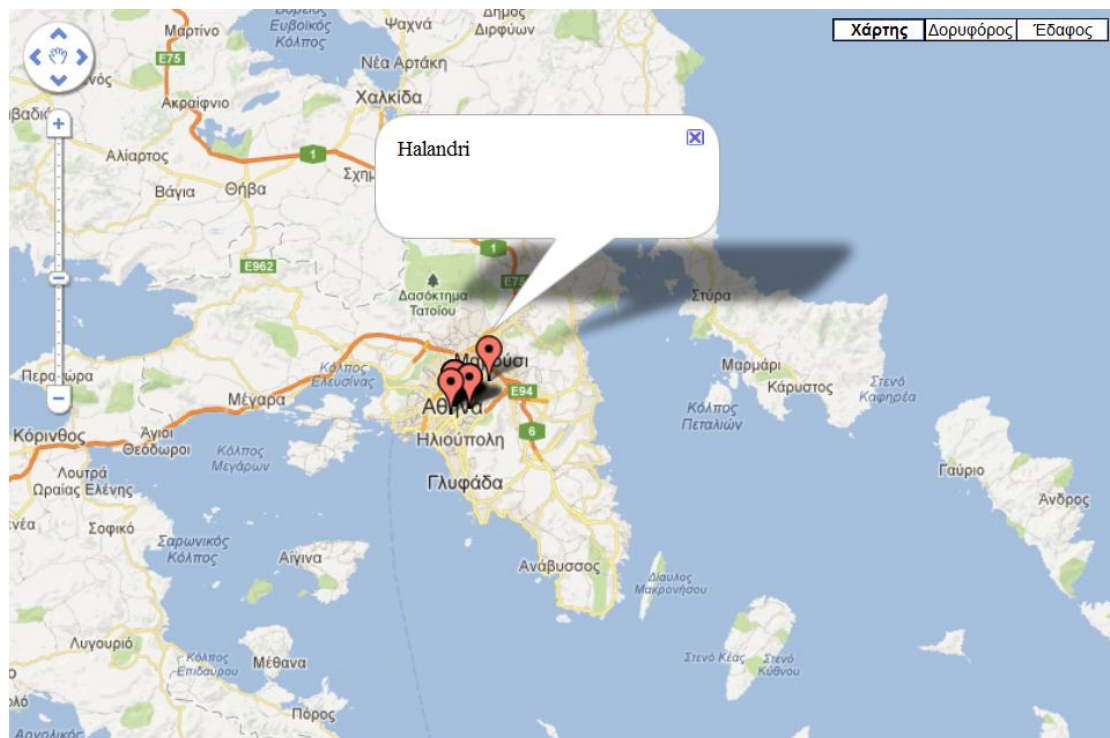 Χάρτης Δορυφόρος Έδαφος
Μαρτίνο
Ευβοϊκός
Κόλπος
Ψαχνά
Δήμος
Διρφύων
E75
Νέα Αρτάκη
Ακραίφνιο
Χαλκίδα
Αλίαρτος
1
Βάγια
Θήβα
Halandri
1
E962
E75
Δασόκτημα
Τατοΐου
Στύρα
Μαρμάρι
Κάρυστος
Στενό
Καφηρέα
Κόλπος
Ελευσίνας
Μέγαρα
Αθήνα
E94
6
Κόλπος
Πεταλιών
Κόρινθος
Άγιοι
Θεόδωροι
Κόλπος
Μεγάρων
Ηλιούπολη
Λουτρά
Ωραίας Ελένης
Γλυφάδα
Γαύριο
Άνδρος
Σοφικό
Σαρωνικός
Κόλπος
Αίγινα
Ανάβυσσος
Δίαυλος
Μακρονήσου
Λυγουριό
Κόλπος
Επιδαύρου
Μέθανα
Στενό Κέας
Στενό
Κύθνου
Πόρος